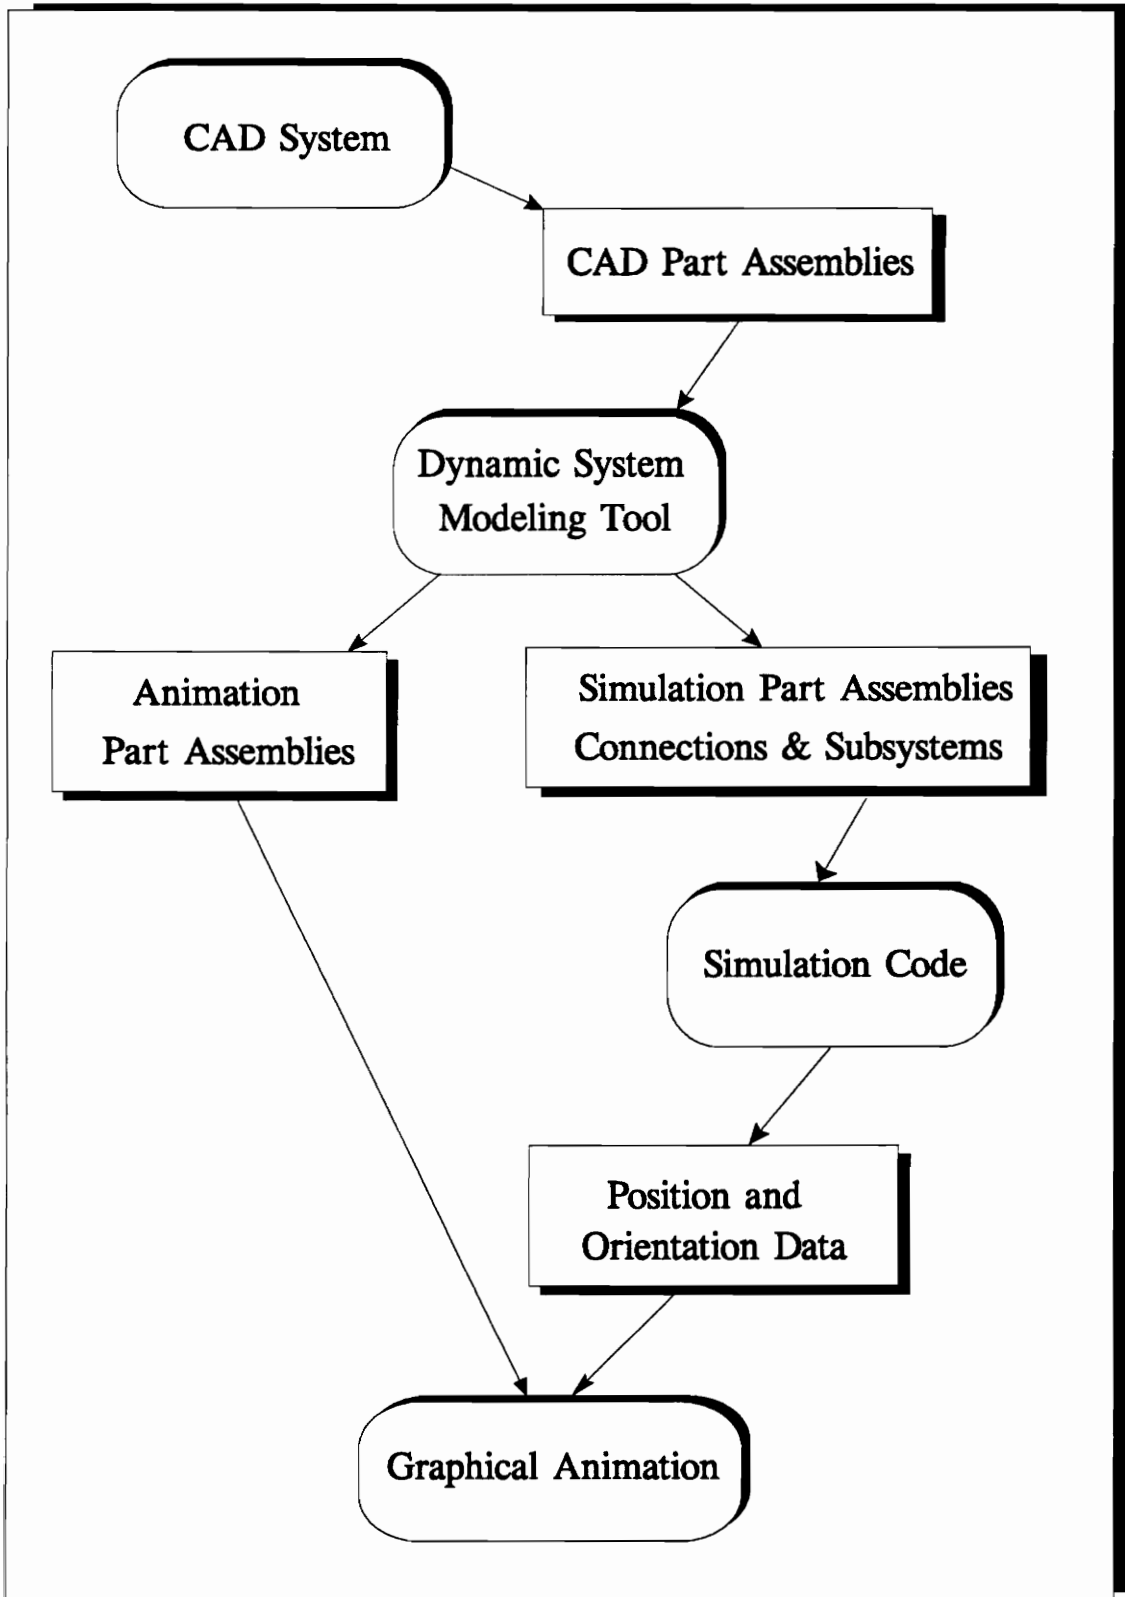 CAD System
CAD Part Assemblies
Dynamic System
Modeling Tool
Animation
Part Assemblies
Simulation Part Assemblies
Connections & Subsystems
Simulation Code
Position and
Orientation Data
Graphical Animation